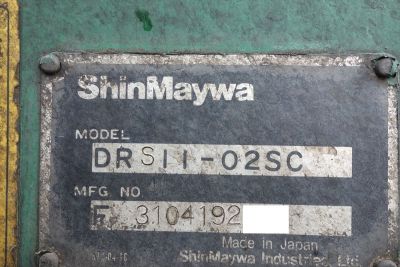 ShinMaywa
MODEL
DRS11-02SC
MFG NO
F 3104192
Made in Japan
ShinMaywa Industries, Ltd.